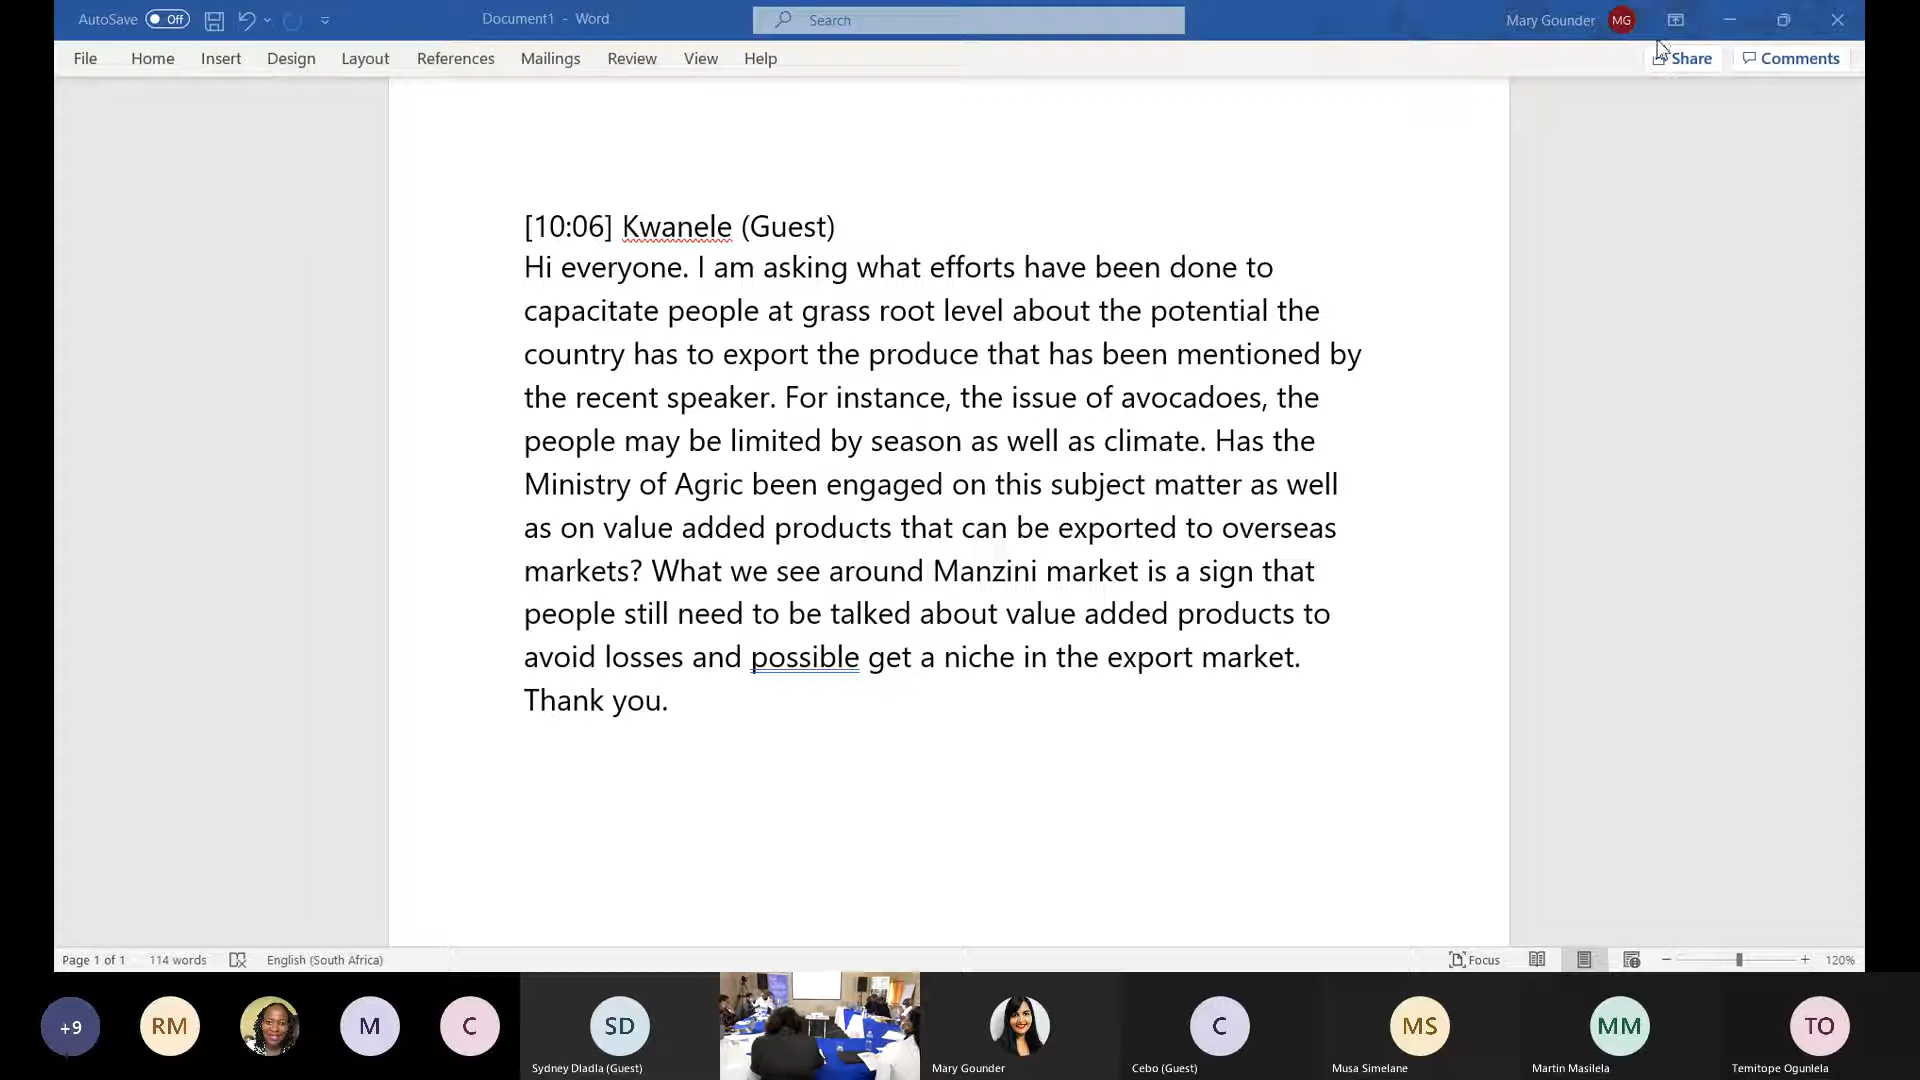 AutoSave Off Document1 - Word Search Mary Gounder MG
File Home Insert Design Layout References Mailings Review View Help Share Comments
[10:06] Kwanele (Guest)
Hi everyone. I am asking what efforts have been done to
capacitate people at grass root level about the potential the
country has to export the produce that has been mentioned by
the recent speaker. For instance, the issue of avocadoes, the
people may be limited by season as well as climate. Has the
Ministry of Agric been engaged on this subject matter as well
as on value added products that can be exported to overseas
markets? What we see around Manzini market is a sign that
people still need to be talked about value added products to
avoid losses and possible get a niche in the export market.
Thank you.
Page 1 of 1 114 words English (South Africa) Focus 120%
+9 RM M C SD C MS MM TO
Sydney Dladla (Guest) Mary Gounder Cebo (Guest) Musa Simelane Martin Masilela Temitope Ogunlela